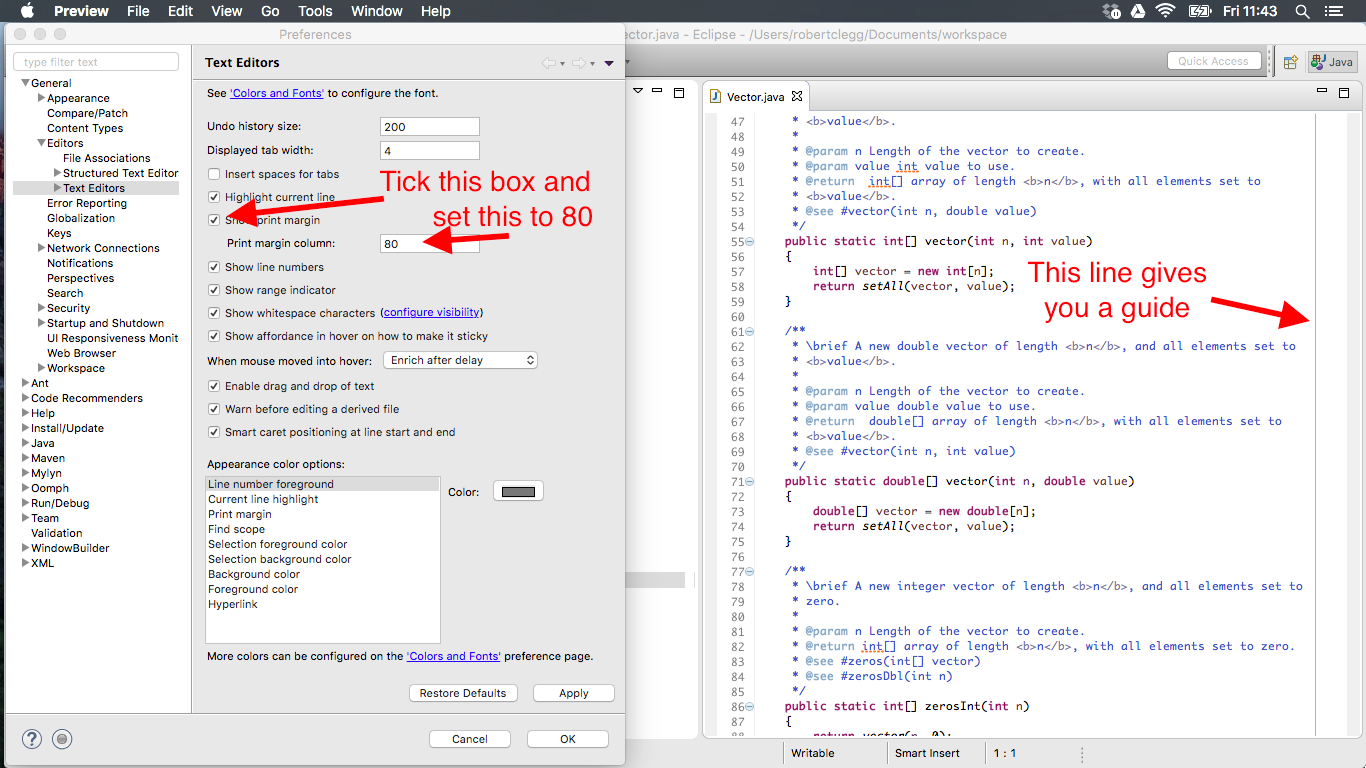 Preview File Edit View Go Tools Window Help Fri 11:43
Preferences
ctor.java - Eclipse - /Users/robertclegg/Documents/workspace
Quick Access
Java
type filter text
General
Appearance
Compare/Patch
Content Types
Editors
File Associations
Structured Text Editor
Text Editors
Error Reporting
Globalization
Keys
Network Connections
Notifications
Perspectives
Search
Security
Startup and Shutdown
UI Responsiveness Monit
Web Browser
Workspace
Ant
Code Recommenders
Help
Install/Update
Java
Maven
Mylyn
Oomph
Run/Debug
Team
Validation
WindowBuilder
XML
Text Editors
See 'Colors and Fonts' to configure the font.
Undo history size: 200
Displayed tab width: 4
Insert spaces for tabs
Highlight current line
Show print margin
Print margin column: 80
Show line numbers
Show range indicator
Show whitespace characters (configure visibility)
Show affordance in hover on how to make it sticky
When mouse moved into hover: Enrich after delay
Enable drag and drop of text
Warn before editing a derived file
Smart caret positioning at line start and end
Appearance color options:
Line number foreground
Current line highlight
Print margin
Find scope
Selection foreground color
Selection background color
Background color
Foreground color
Hyperlink
Color:
More colors can be configured on the 'Colors and Fonts' preference page.
Restore Defaults Apply
Cancel OK
Tick this box and
set this to 80
Vector.java
47 * <b>value</b>.
48 *
49 * @param n Length of the vector to create.
50 * @param value int value to use.
51 * @return  int[] array of length <b>n</b>, with all elements set to
52 * <b>value</b>.
53 * @see #vector(int n, double value)
54 */
55 public static int[] vector(int n, int value)
56 {
57 int[] vector = new int[n];
58 return setAll(vector, value);
59 }
60
61 /**
62 * \brief A new double vector of length <b>n</b>, and all elements set to
63 * <b>value</b>.
64 *
65 * @param n Length of the vector to create.
66 * @param value double value to use.
67 * @return  double[] array of length <b>n</b>, with all elements set to
68 * <b>value</b>.
69 * @see #vector(int n, int value)
70 */
71 public static double[] vector(int n, double value)
72 {
73 double[] vector = new double[n];
74 return setAll(vector, value);
75 }
76
77 /**
78 * \brief A new integer vector of length <b>n</b>, and all elements set to
79 * zero.
80 *
81 * @param n Length of the vector to create.
82 * @return int[] array of length <b>n</b>, with all elements set to zero.
83 * @see #zeros(int[] vector)
84 * @see #zerosDbl(int n)
85 */
86 public static int[] zerosInt(int n)
87 {
88 return vector(n, 0);
This line gives
you a guide
Writable Smart Insert 1 : 1